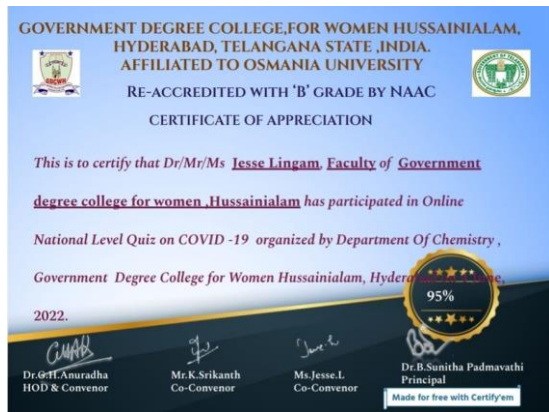 GOVERNMENT DEGREE COLLEGE,FOR WOMEN HUSSAINIALAM,
HYDERABAD, TELANGANA STATE ,INDIA.
AFFILIATED TO OSMANIA UNIVERSITY
RE-ACCREDITED WITH ‘B’ GRADE BY NAAC
CERTIFICATE OF APPRECIATION
This is to certify that Dr/Mr/Ms Jesse Lingam, Faculty of Government
degree college for women ,Hussainialam has participated in Online
National Level Quiz on COVID -19 organized by Department Of Chemistry ,
Government Degree College for Women Hussainialam,
2022.
95%
Dr.G.H.Anuradha
HOD & Convenor
Mr.K.Srikanth
Co-Convenor
Ms.Jesse.L
Co-Convenor
Dr.B.Sunitha Padmavathi
Principal
Made for free with Certify'em